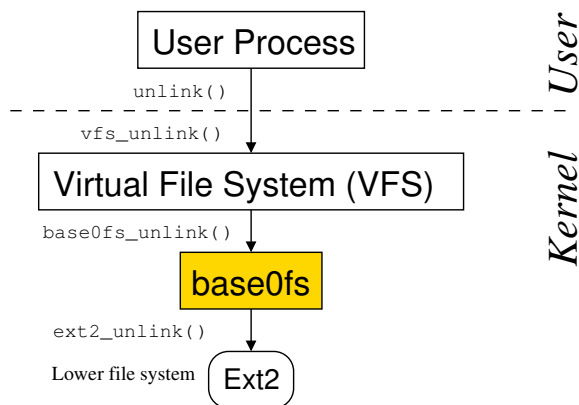 User Process
User
unlink()
vfs_unlink()
Virtual File System (VFS)
Kernel
base0fs_unlink()
base0fs
ext2_unlink()
Lower file system
Ext2